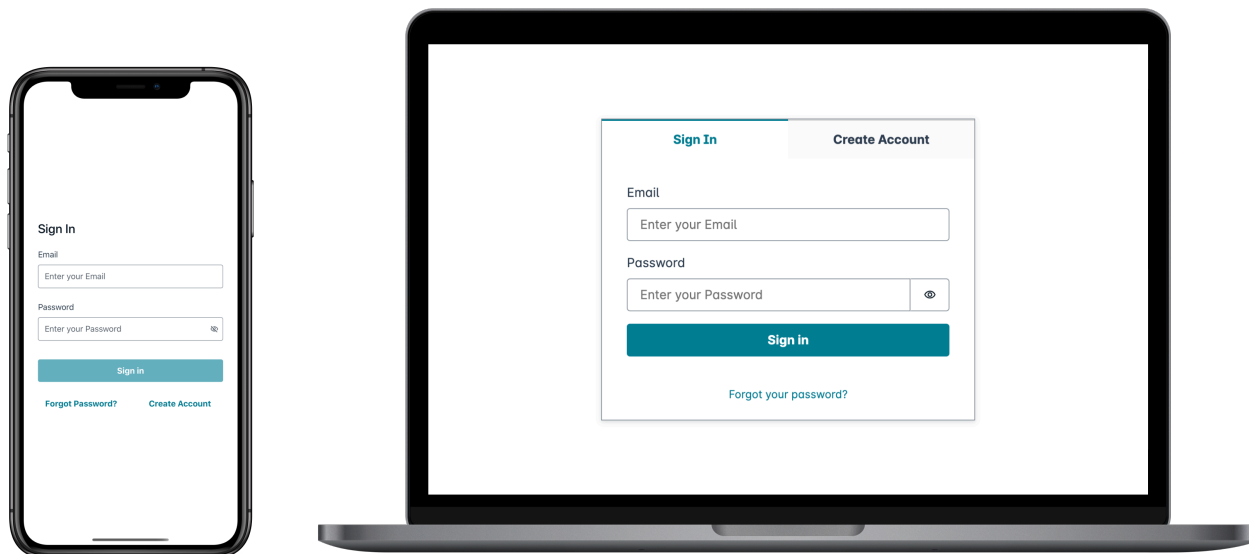 Sign In
Email
Enter your Email
Password
Enter your Password
Sign in
Forgot Password? Create Account
Sign In Create Account
Email
Enter your Email
Password
Enter your Password
Sign in
Forgot your password?